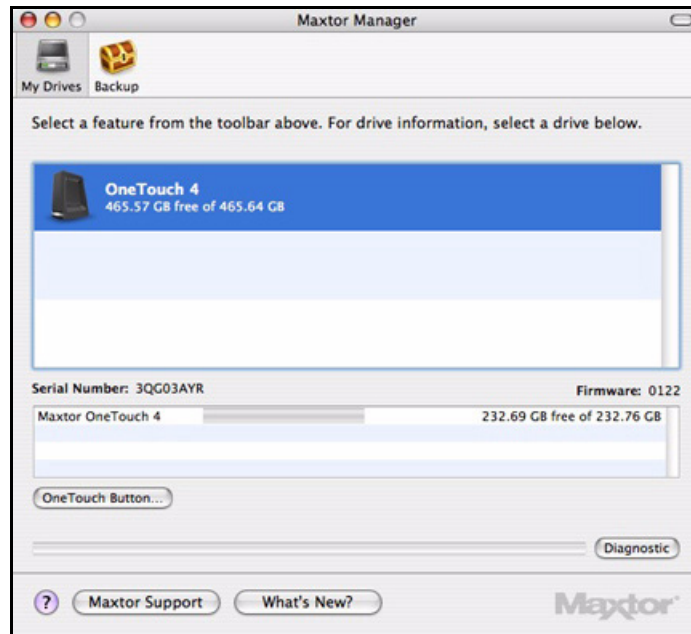 Maxtor Manager
My Drives Backup
Select a feature from the toolbar above. For drive information, select a drive below.
OneTouch 4
465.57 GB free of 465.64 GB
Serial Number: 3QG03AYR Firmware: 0122
Maxtor OneTouch 4 232.69 GB free of 232.76 GB
OneTouch Button...
Diagnostic
? Maxtor Support What's New? Maxtor